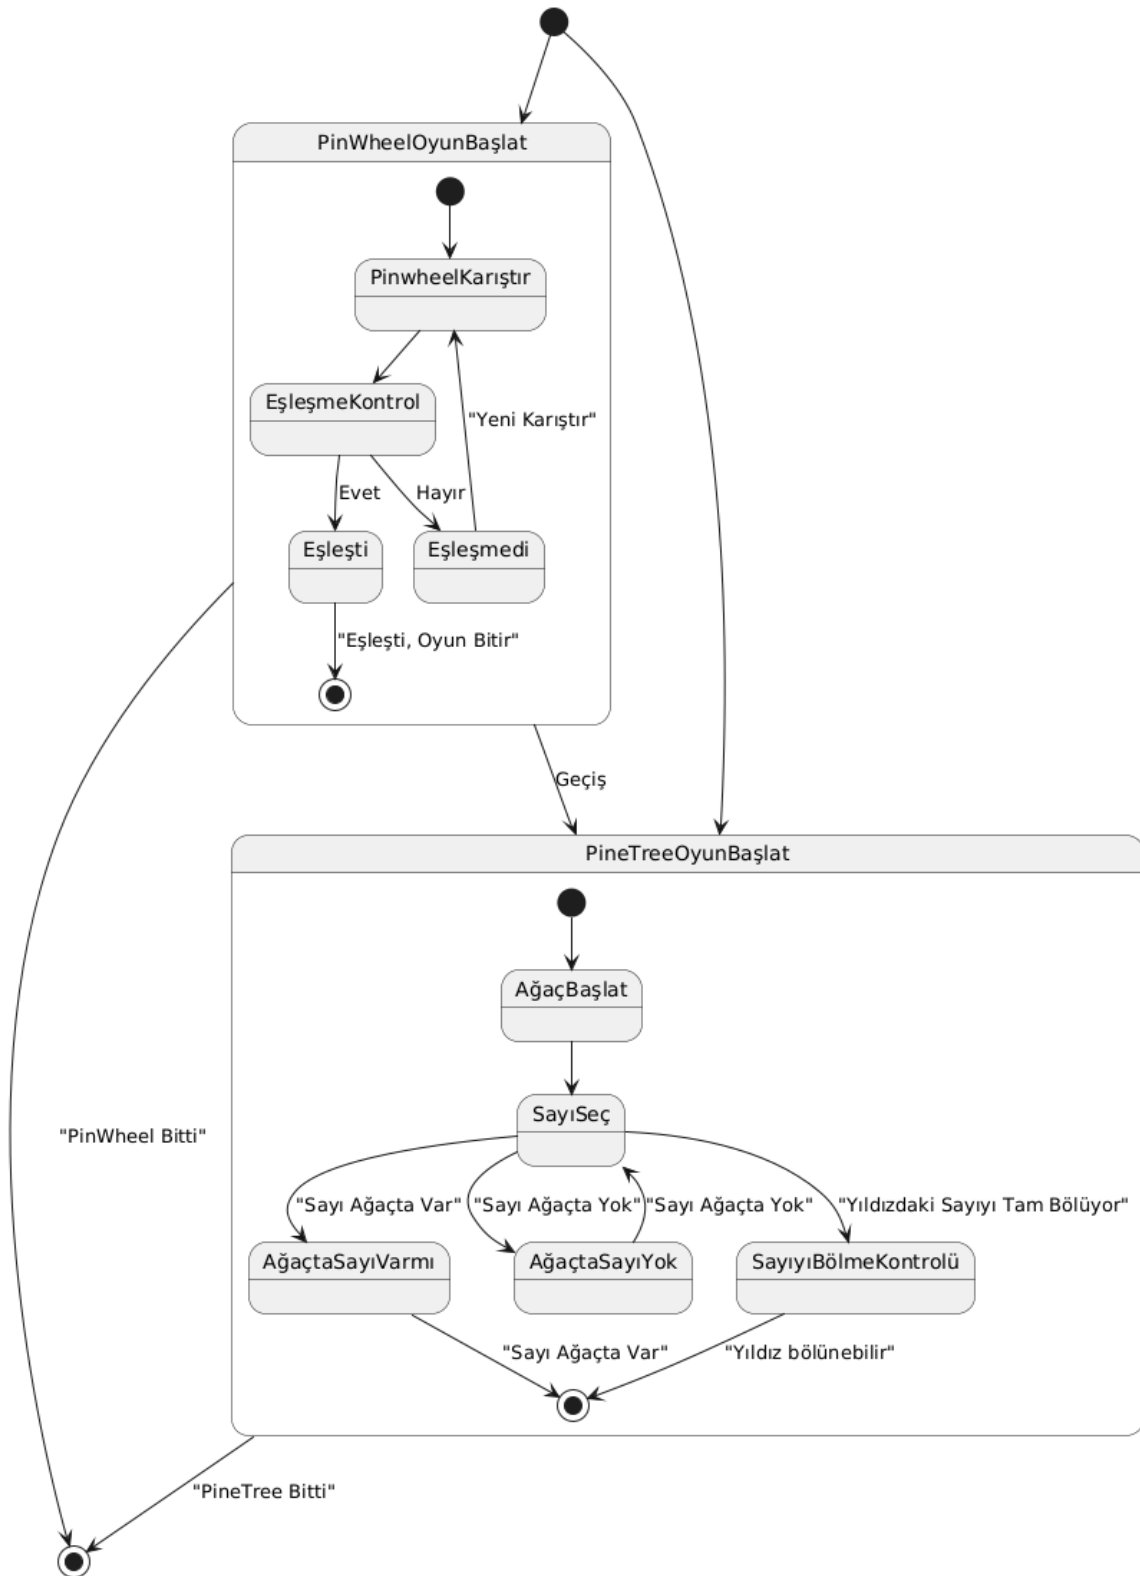 PinWheelOyunBaşlat
PinwheelKarıştır
EşleşmeKontrol
"Yeni Karıştır"
Evet
Hayır
Eşleşti
Eşleşmedi
"Eşleşti, Oyun Bitir"
Geçiş
PineTreeOyunBaşlat
AğaçBaşlat
"PinWheel Bitti"
SayıSeç
"Sayı Ağaçta Var"
"Sayı Ağaçta Yok"
"Sayı Ağaçta Yok"
"Yıldızdaki Sayıyı Tam Bölüyor"
AğaçtaSayıVarmı
AğaçtaSayıYok
SayıyıBölmeKontrolü
"Sayı Ağaçta Var"
"Yıldız bölünebilir"
"PineTree Bitti"